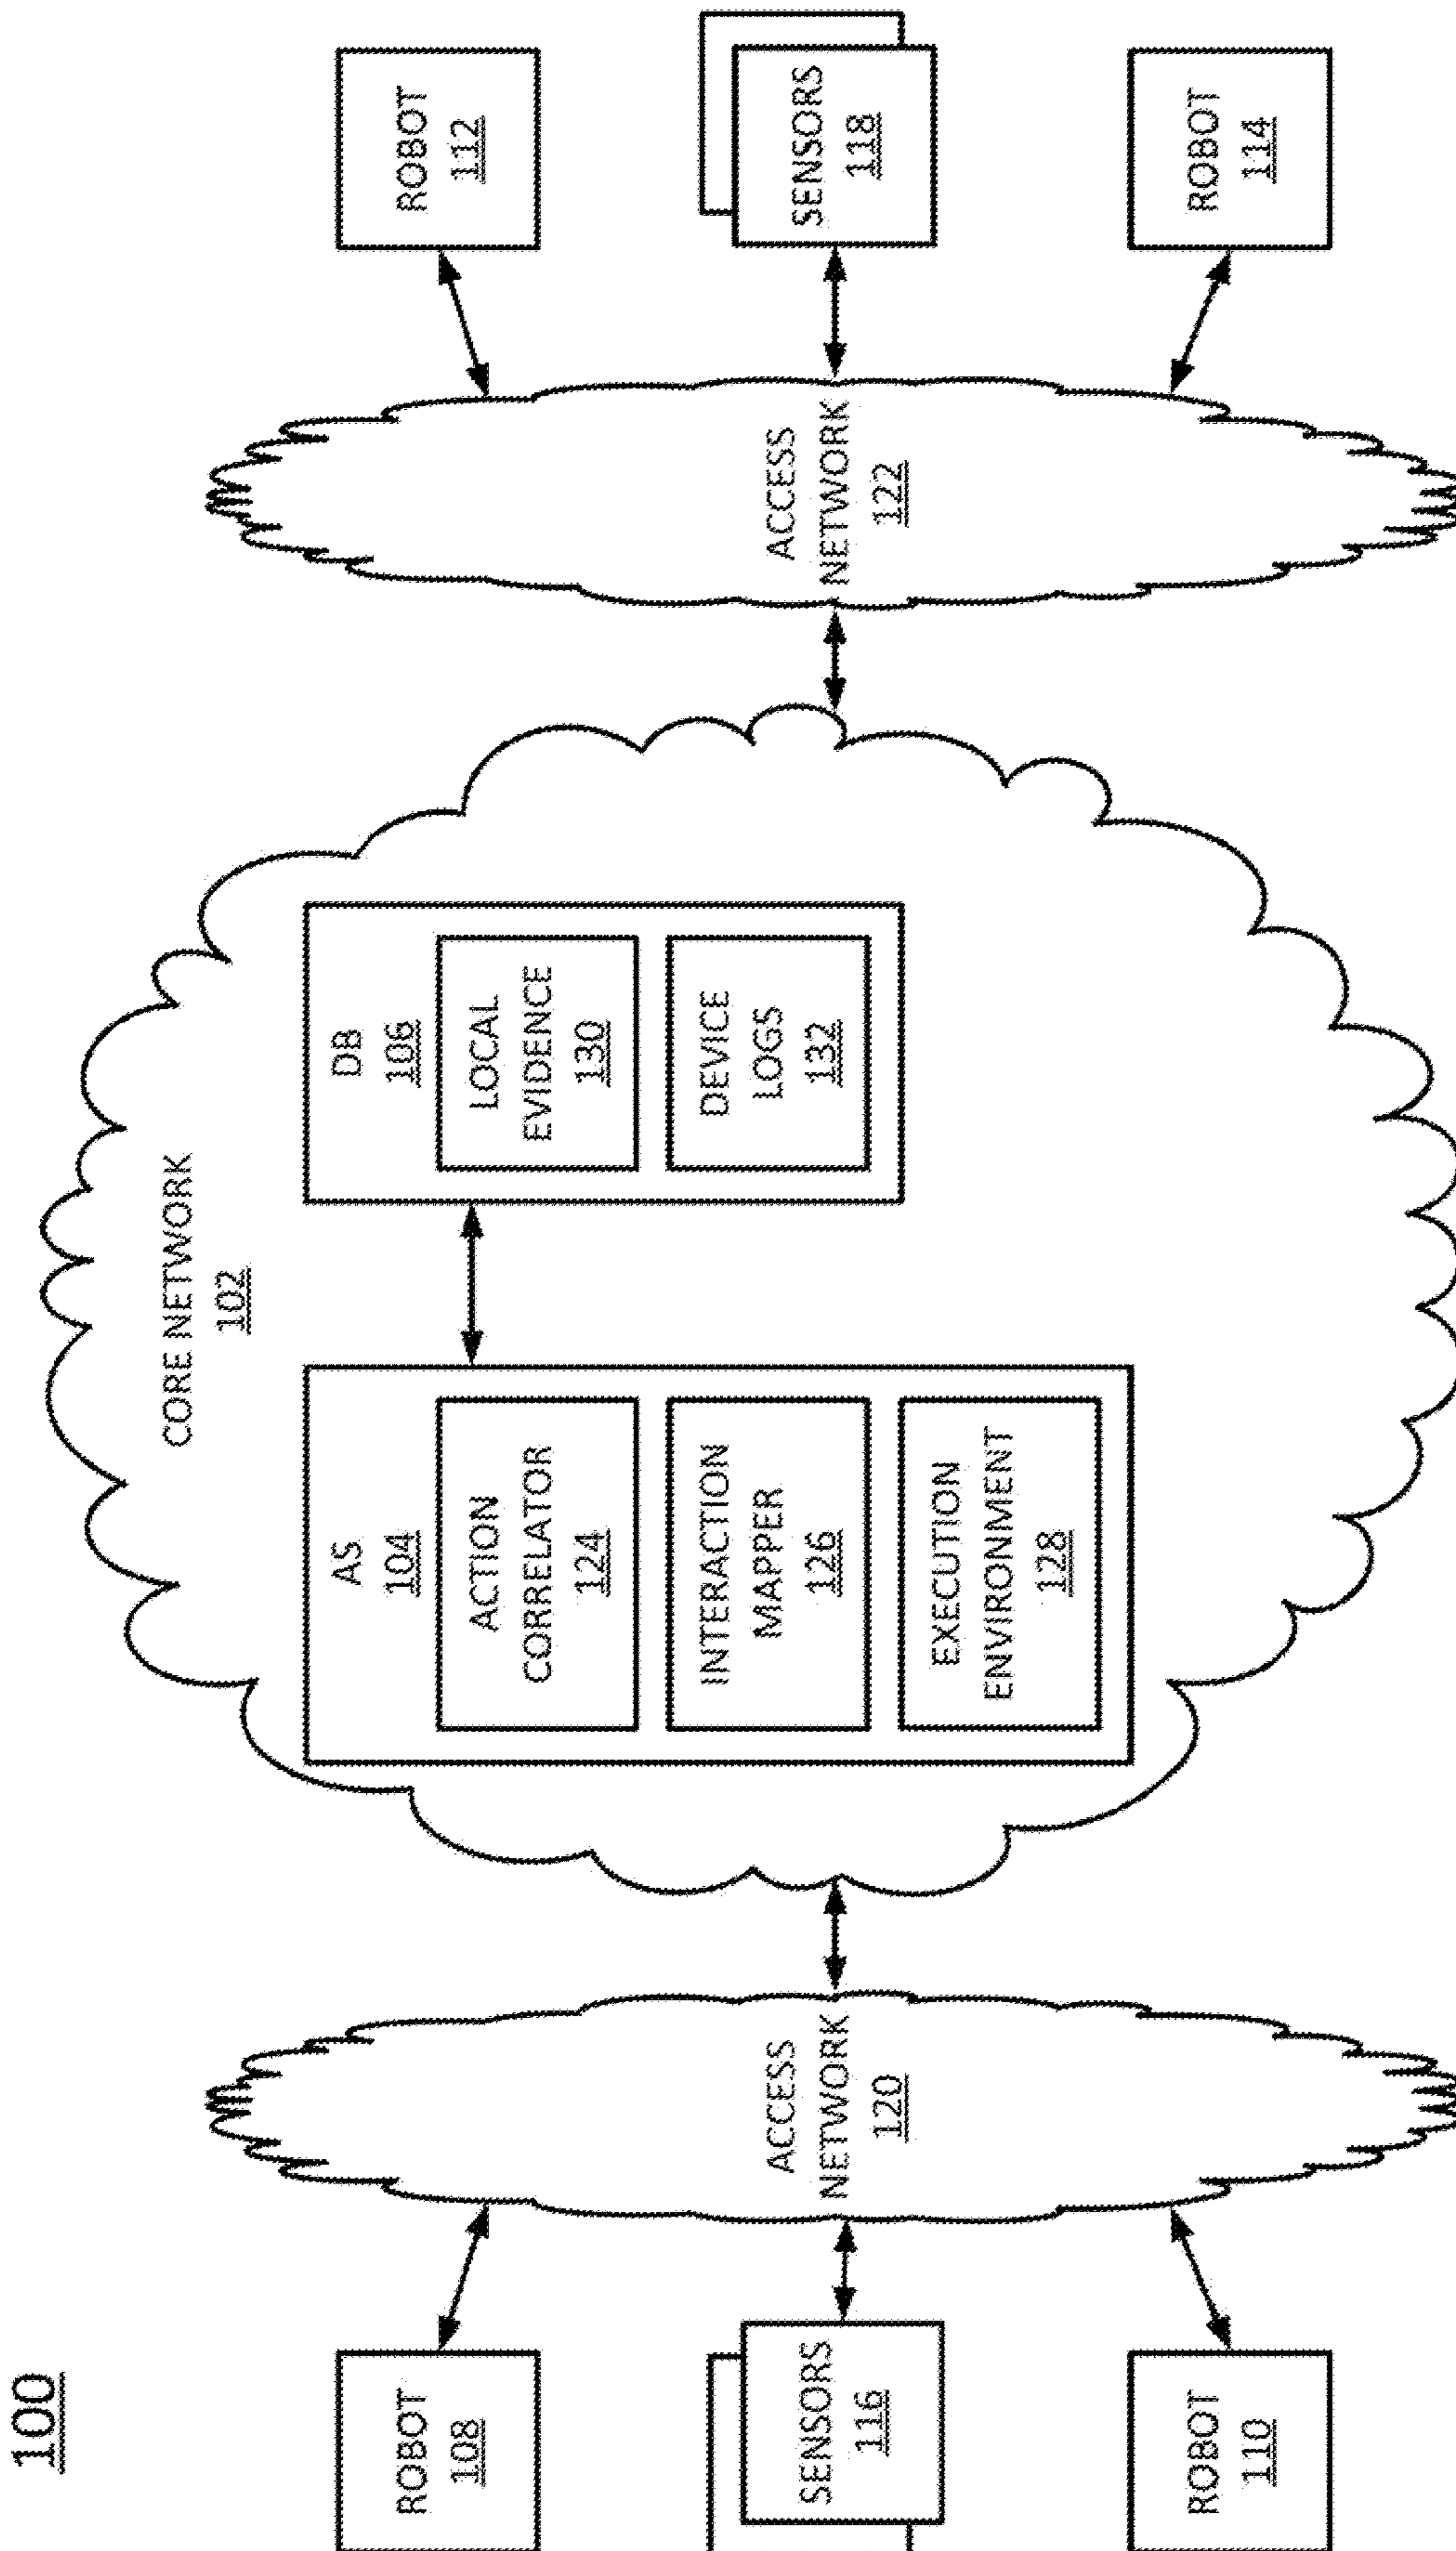 100
CORE NETWORK
102
ROBOT
108
SENSORS
116
ROBOT
110
ACCESS
NETWORK
120
AS
104
ACTION
CORRELATOR
124
INTERACTION
MAPPER
126
EXECUTION
ENVIRONMENT
128
DB
106
LOCAL
EVIDENCE
130
DEVICE
LOGS
132
ACCESS
NETWORK
122
ROBOT
112
SENSORS
118
ROBOT
114